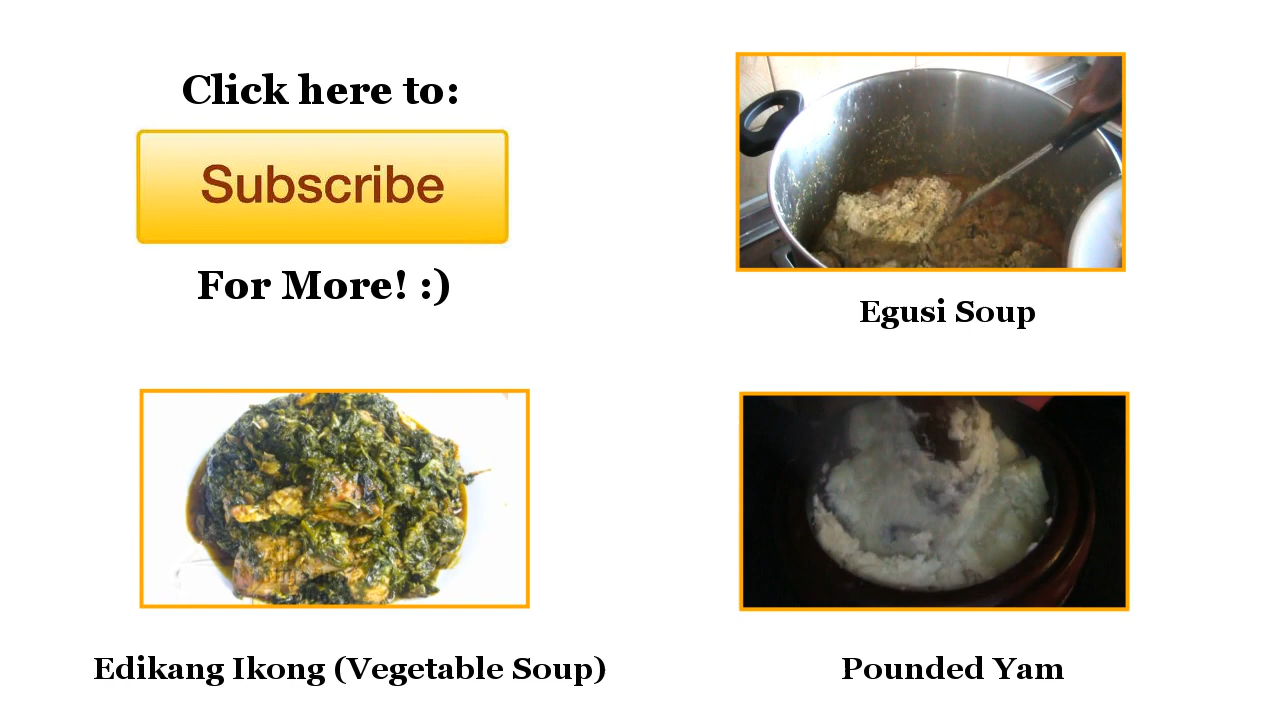 Click here to:
Subscribe
For More! :)
Egusi Soup
Edikang Ikong (Vegetable Soup)
Pounded Yam